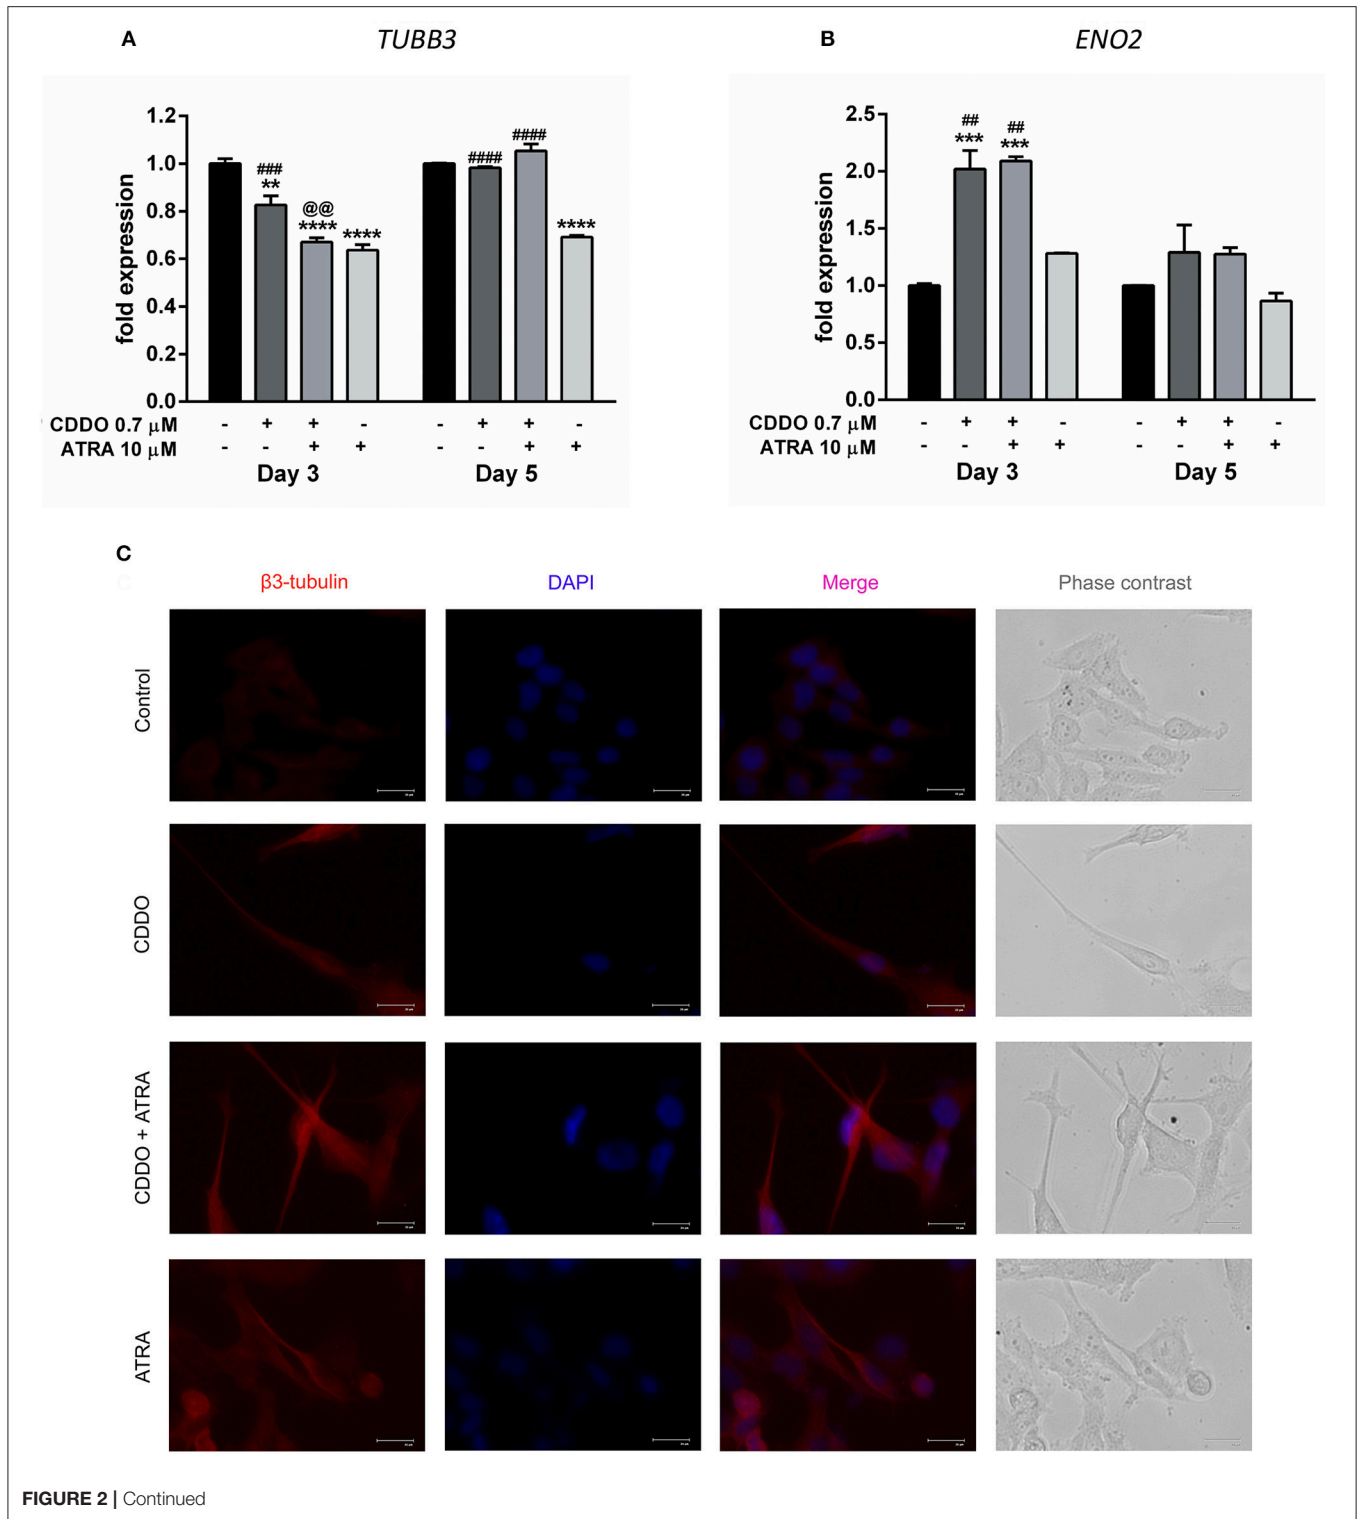 A
TUBB3
fold expression
1.2
1.0
0.8
0.6
0.4
0.2
0.0
###
**
@@
****
****
####
####
****
CDDO 0.7 μM - + + - - + + -
ATRA 10 μM - - + + - - + +
Day 3 Day 5
B
ENO2
fold expression
2.5
2.0
1.5
1.0
0.5
0.0
##
***
##
***
CDDO 0.7 μM - + + - - + + -
ATRA 10 μM - - + + - - + +
Day 3 Day 5
C
β3-tubulin DAPI Merge Phase contrast
Control
CDDO
CDDO + ATRA
ATRA
FIGURE 2 | Continued